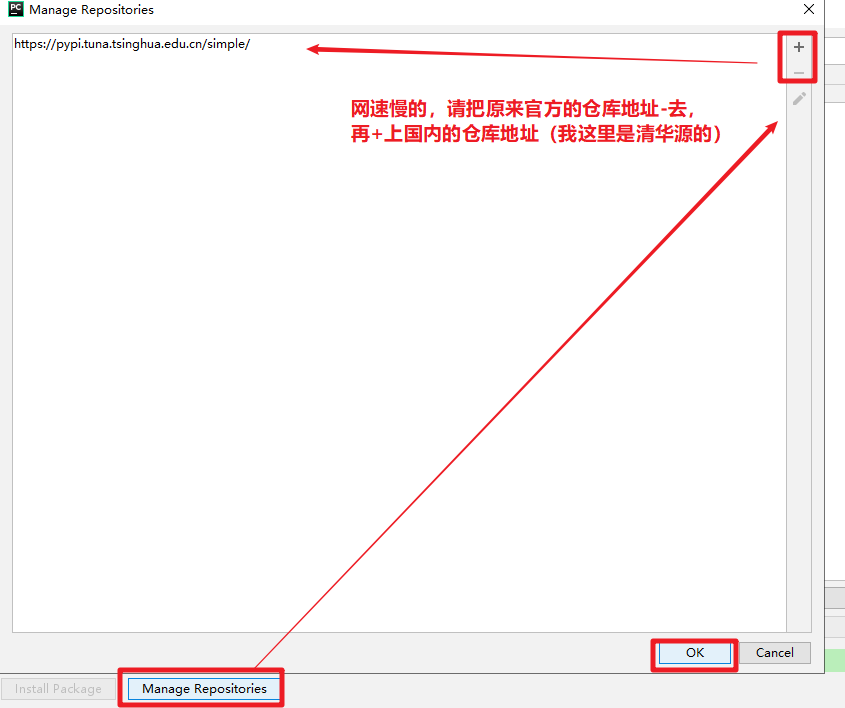 PC Manage Repositories
https://pypi.tuna.tsinghua.edu.cn/simple/
网速慢的，请把原来官方的仓库地址-去，
再+上国内的仓库地址（我这里是清华源的）
OK
Cancel
Install Package
Manage Repositories